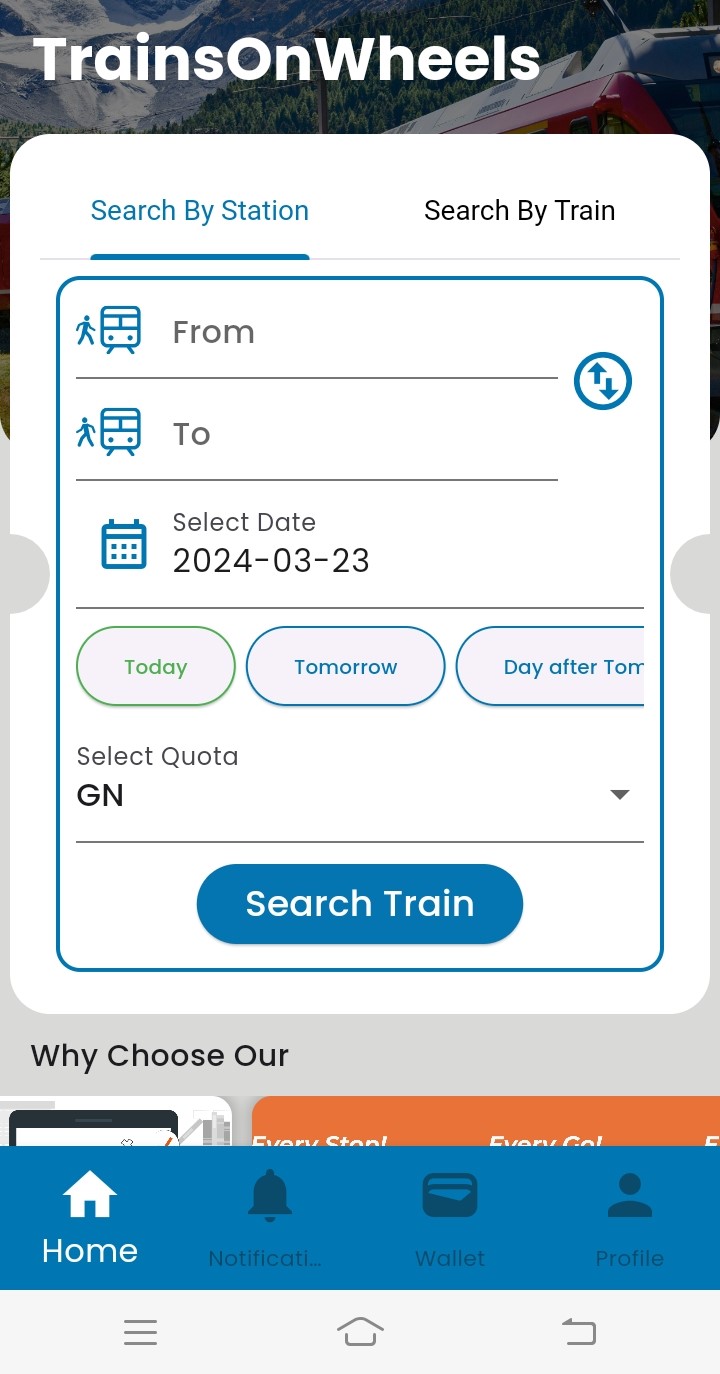 TrainsOnWheels
Search By Station
Search By Train
From
To
Select Date
2024-03-23
Today
Tomorrow
Day after Tom
Select Quota
GN
Search Train
Why Choose Our
Every Stop!
Every Go!
Home
Notificati...
Wallet
Profile